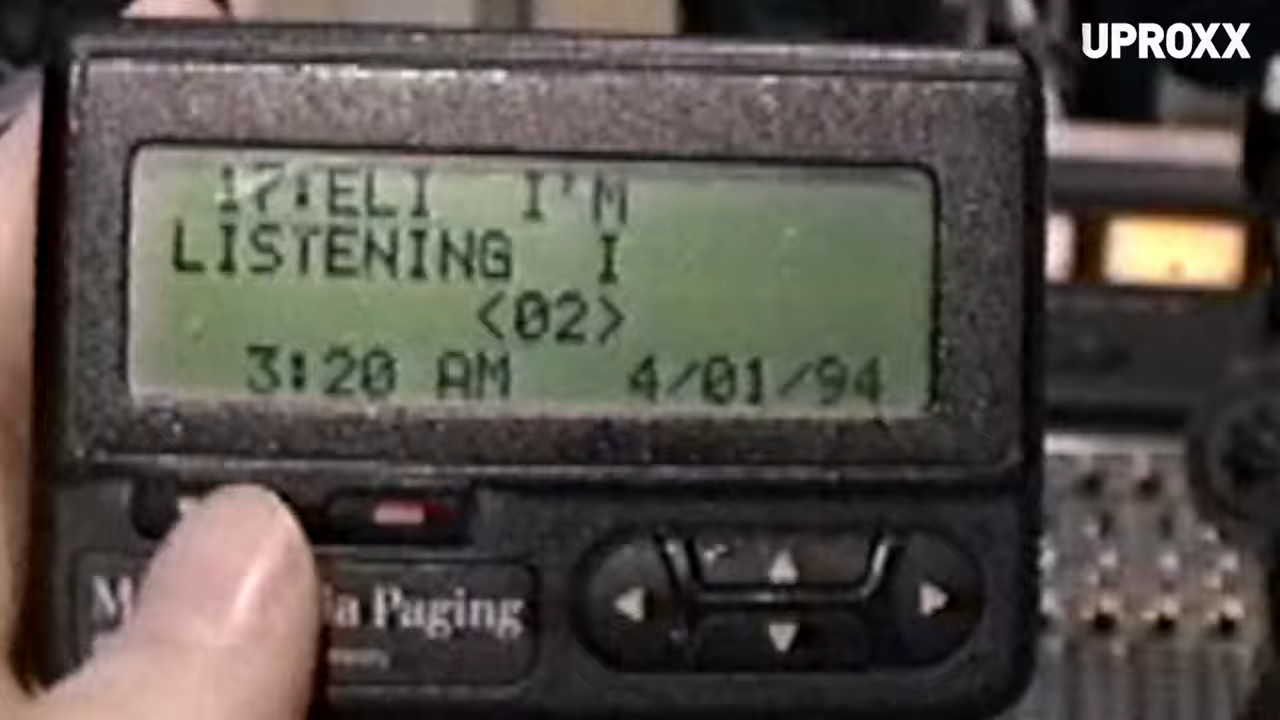 UPROXX
17:ELI I'M
LISTENING I
<02>
3:20 AM 4/01/94
Paging